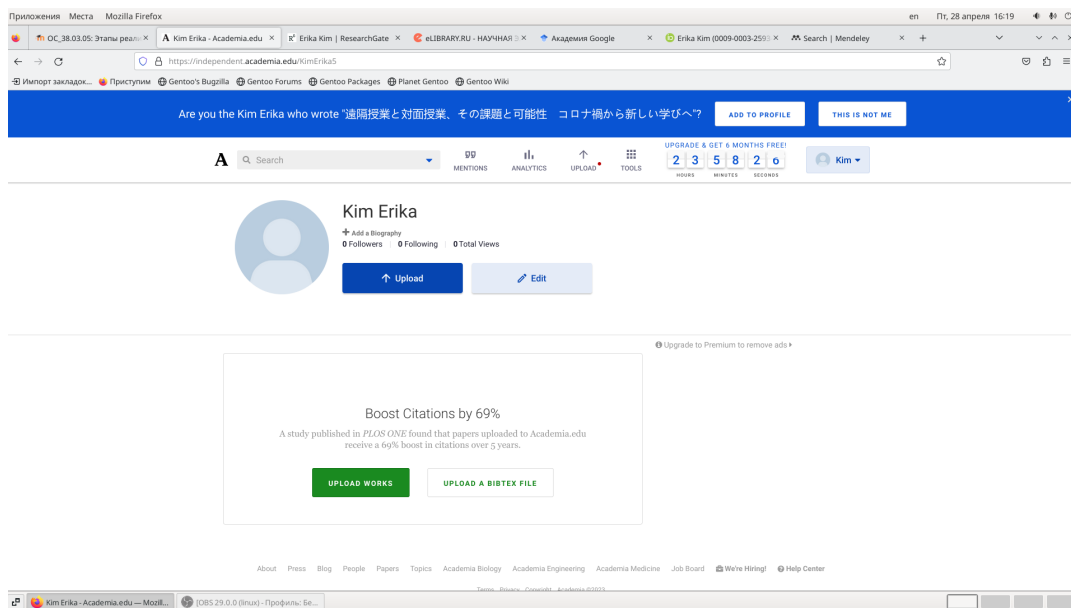 Приложения Места Mozilla Firefox en Пт, 28 апреля 16:19
ОС_38.03.05: Этапы реали Kim Erika - Academia.edu Erika Kim | ResearchGate eLIBRARY.RU - НАУЧНАЯ Академия Google Erika Kim (0009-0003-2593 Search | Mendeley
https://independent.academia.edu/KimErika5
Импорт закладок... Приступим Gentoo's Bugzilla Gentoo Forums Gentoo Packages Planet Gentoo Gentoo Wiki
Are you the Kim Erika who wrote "遠隔授業と対面授業、その課題と可能性 コロナ禍から新しい学びへ"? ADD TO PROFILE THIS IS NOT ME
UPGRADE & GET 6 MONTHS FREE!
A Search MENTIONS ANALYTICS UPLOAD TOOLS 2 3 5 8 2 6 Kim
HOURS MINUTES SECONDS
Kim Erika
Add a Biography
0 Followers 0 Following 0 Total Views
Upload Edit
Upgrade to Premium to remove ads
Boost Citations by 69%
A study published in PLOS ONE found that papers uploaded to Academia.edu
receive a 69% boost in citations over 5 years.
UPLOAD WORKS UPLOAD A BIBTEX FILE
About Press Blog People Papers Topics Academia Biology Academia Engineering Academia Medicine Job Board We're Hiring! Help Center
Terms Privacy Copyright Academia ©2023
Kim Erika - Academia.edu — Mozill... [OBS 29.0.0 (linux) - Профиль: Бе...